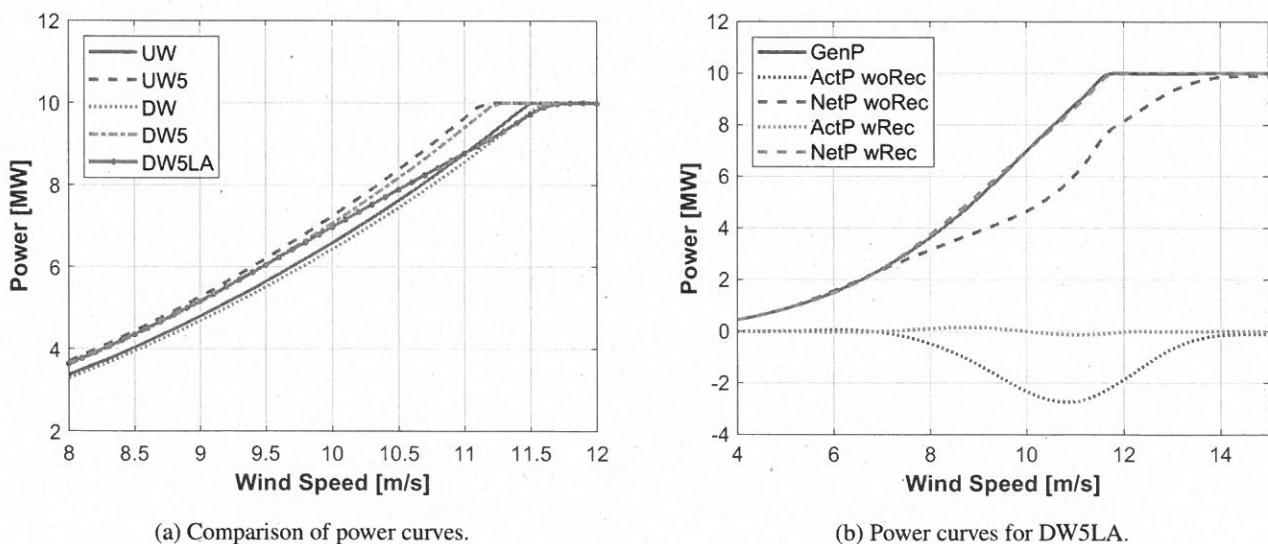 12
10
8
6
4
2
Power [MW]
UW
UW5
DW
DW5
DW5LA
8 8.5 9 9.5 10 10.5 11 11.5 12
Wind Speed [m/s]
(a) Comparison of power curves.
12
10
8
6
4
2
0
-2
-4
Power [MW]
GenP
ActP woRec
NetP woRec
ActP wRec
NetP wRec
4 6 8 10 12 14
Wind Speed [m/s]
(b) Power curves for DW5LA.